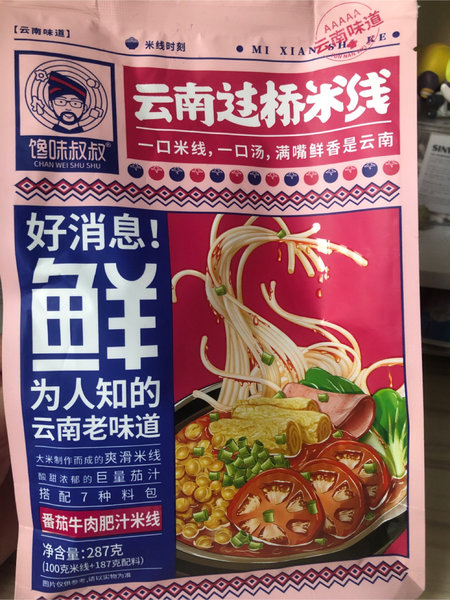 【云南味道】
米线时刻
AAAAA
云南味道
馋味叔叔®
CHAN WEI SHU SHU
云南过桥米线
一口米线，一口汤，满嘴鲜香是云南
好消息！
鲜
为人知的
云南老味道
大米制作而成的爽滑米线
酸甜浓郁的巨量茄汁
搭配7种料包
番茄牛肉肥汁米线
净含量:287克
(100克米线+187克配料)
图片仅供参考,请以实物为准